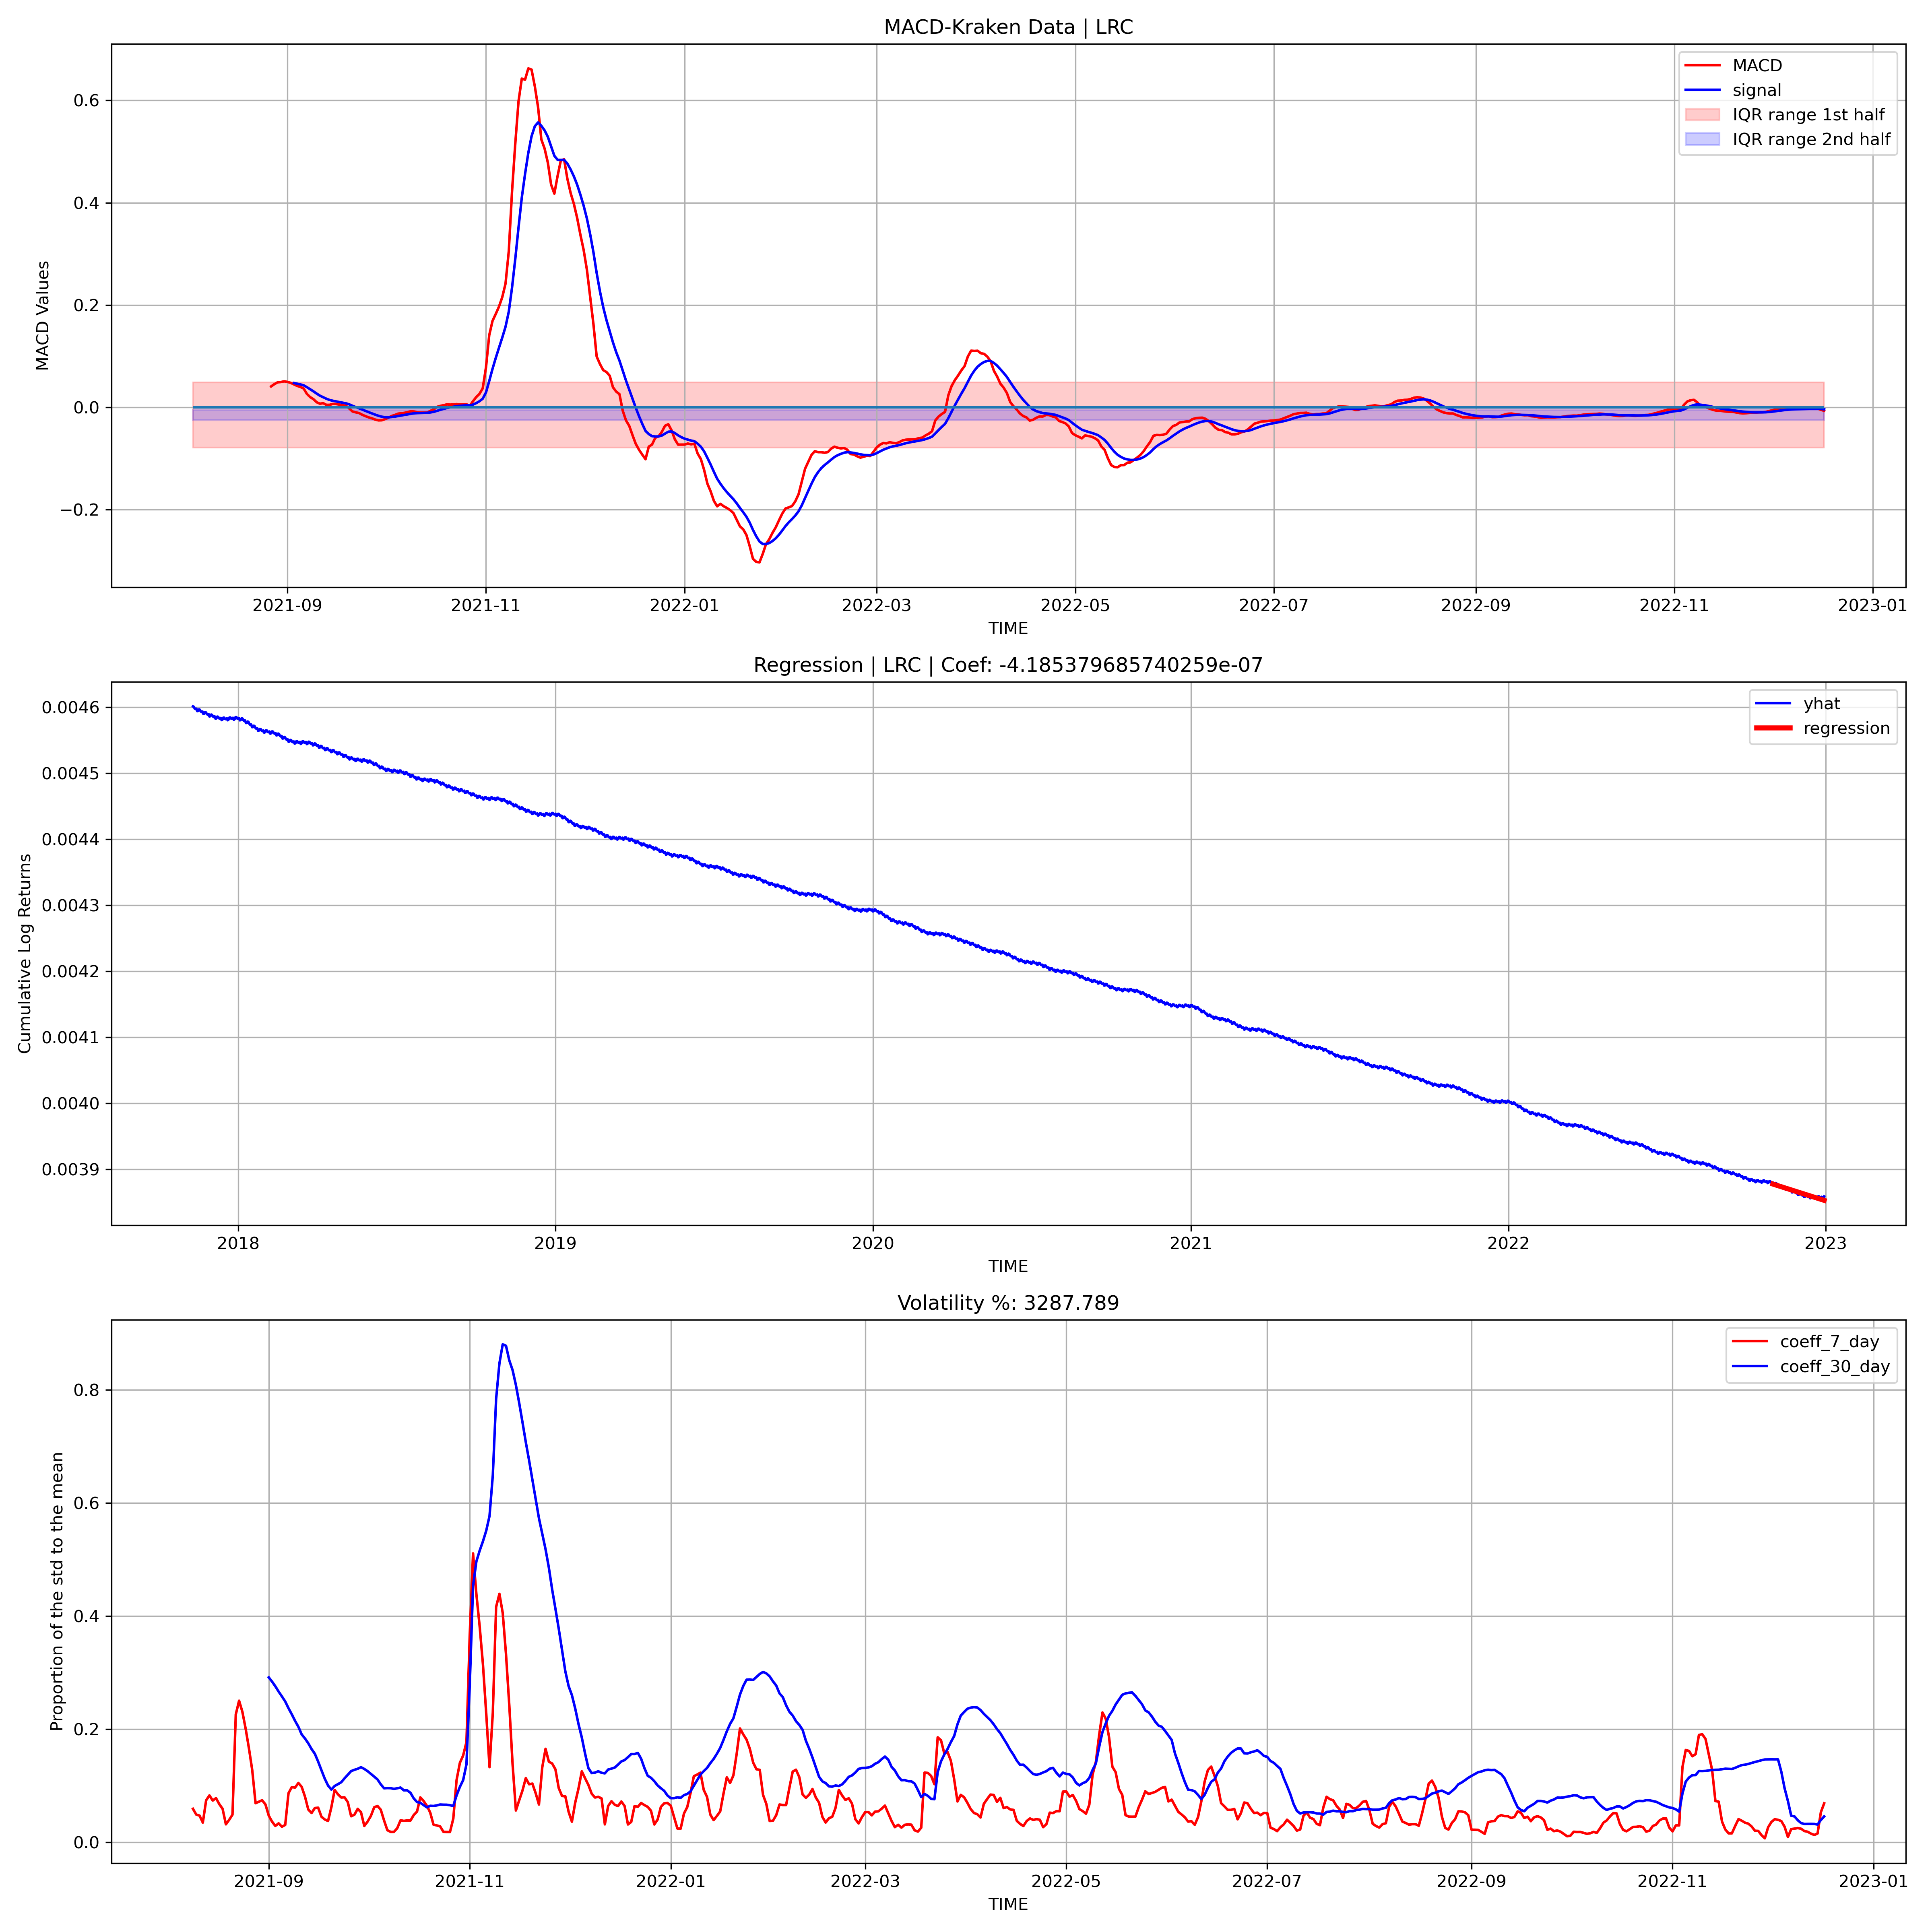 MACD-Kraken Data | LRC
MACD
signal
IQR range 1st half
IQR range 2nd half
MACD Values
0.6
0.4
0.2
0.0
−0.2
2021-09 2021-11 2022-01 2022-03 2022-05 2022-07 2022-09 2022-11 2023-01
TIME
Regression | LRC | Coef: -4.185379685740259e-07
yhat
regression
Cumulative Log Returns
0.0046
0.0045
0.0044
0.0043
0.0042
0.0041
0.0040
0.0039
2018 2019 2020 2021 2022 2023
TIME
Volatility %: 3287.789
coeff_7_day
coeff_30_day
Proportion of the std to the mean
0.8
0.6
0.4
0.2
0.0
2021-09 2021-11 2022-01 2022-03 2022-05 2022-07 2022-09 2022-11 2023-01
TIME